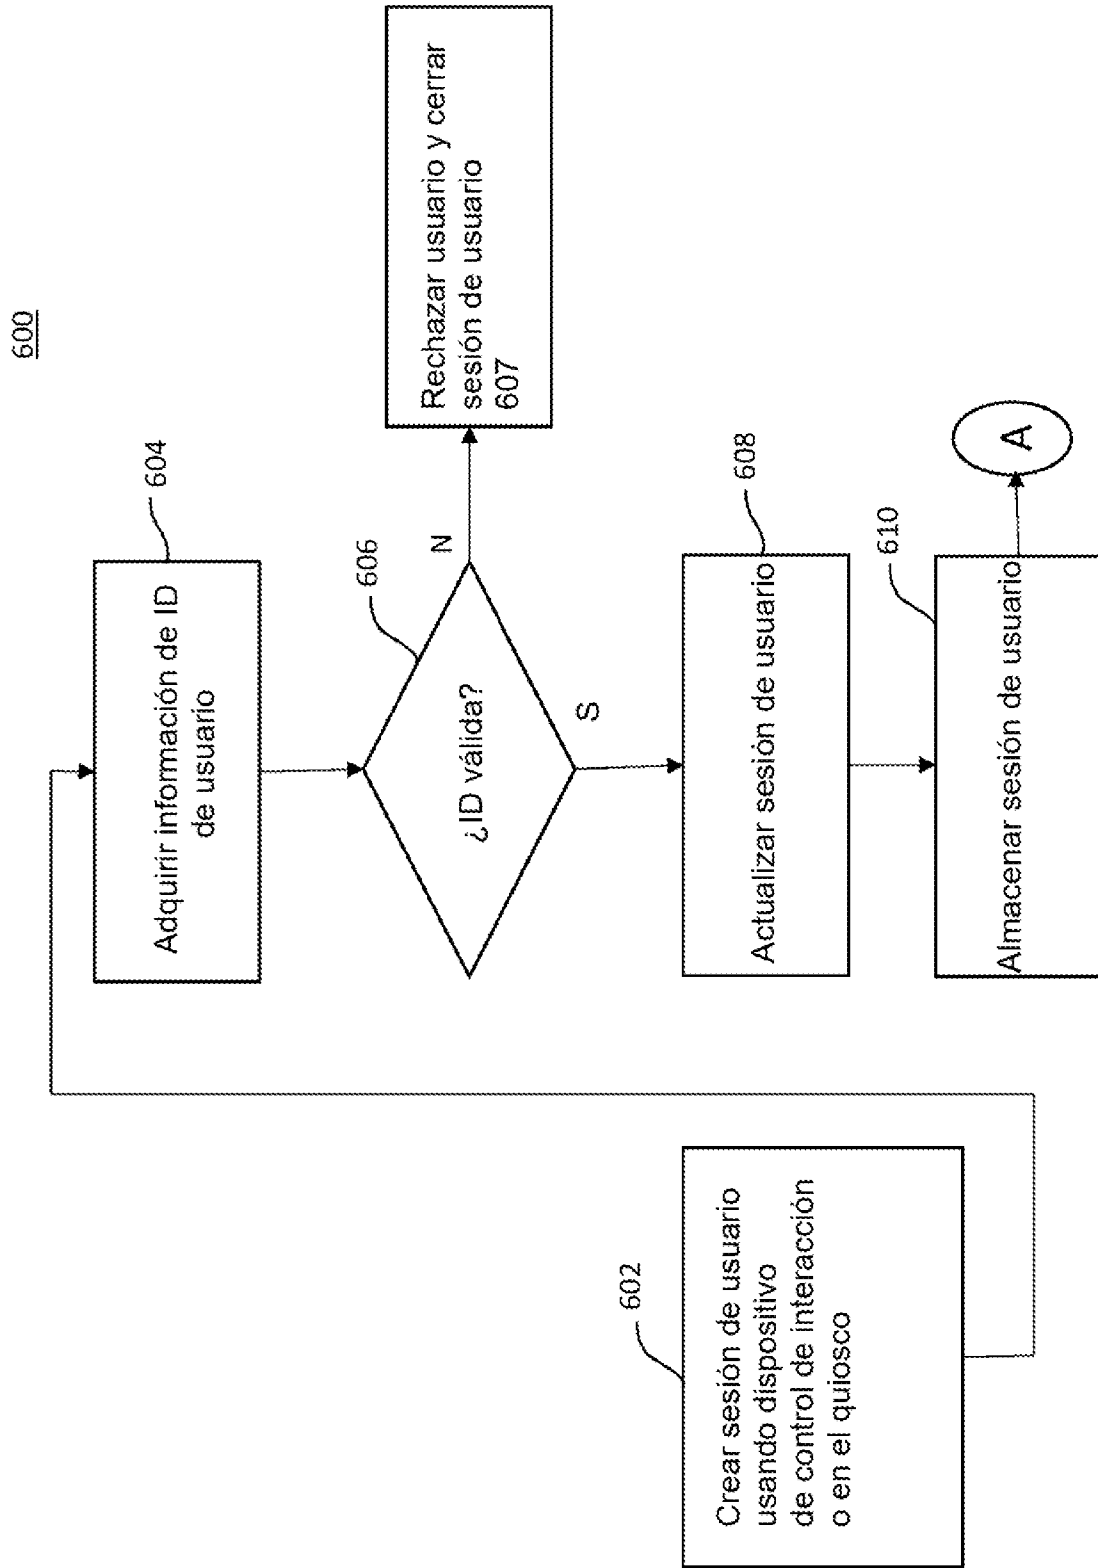 600
602
Crear sesión de usuario
usando dispositivo
de control de interacción
o en el quiosco
604
Adquirir información de ID
de usuario
606
¿ID válida?
N
Rechazar usuario y cerrar
sesión de usuario
607
S
608
Actualizar sesión de usuario
610
Almacenar sesión de usuario
A